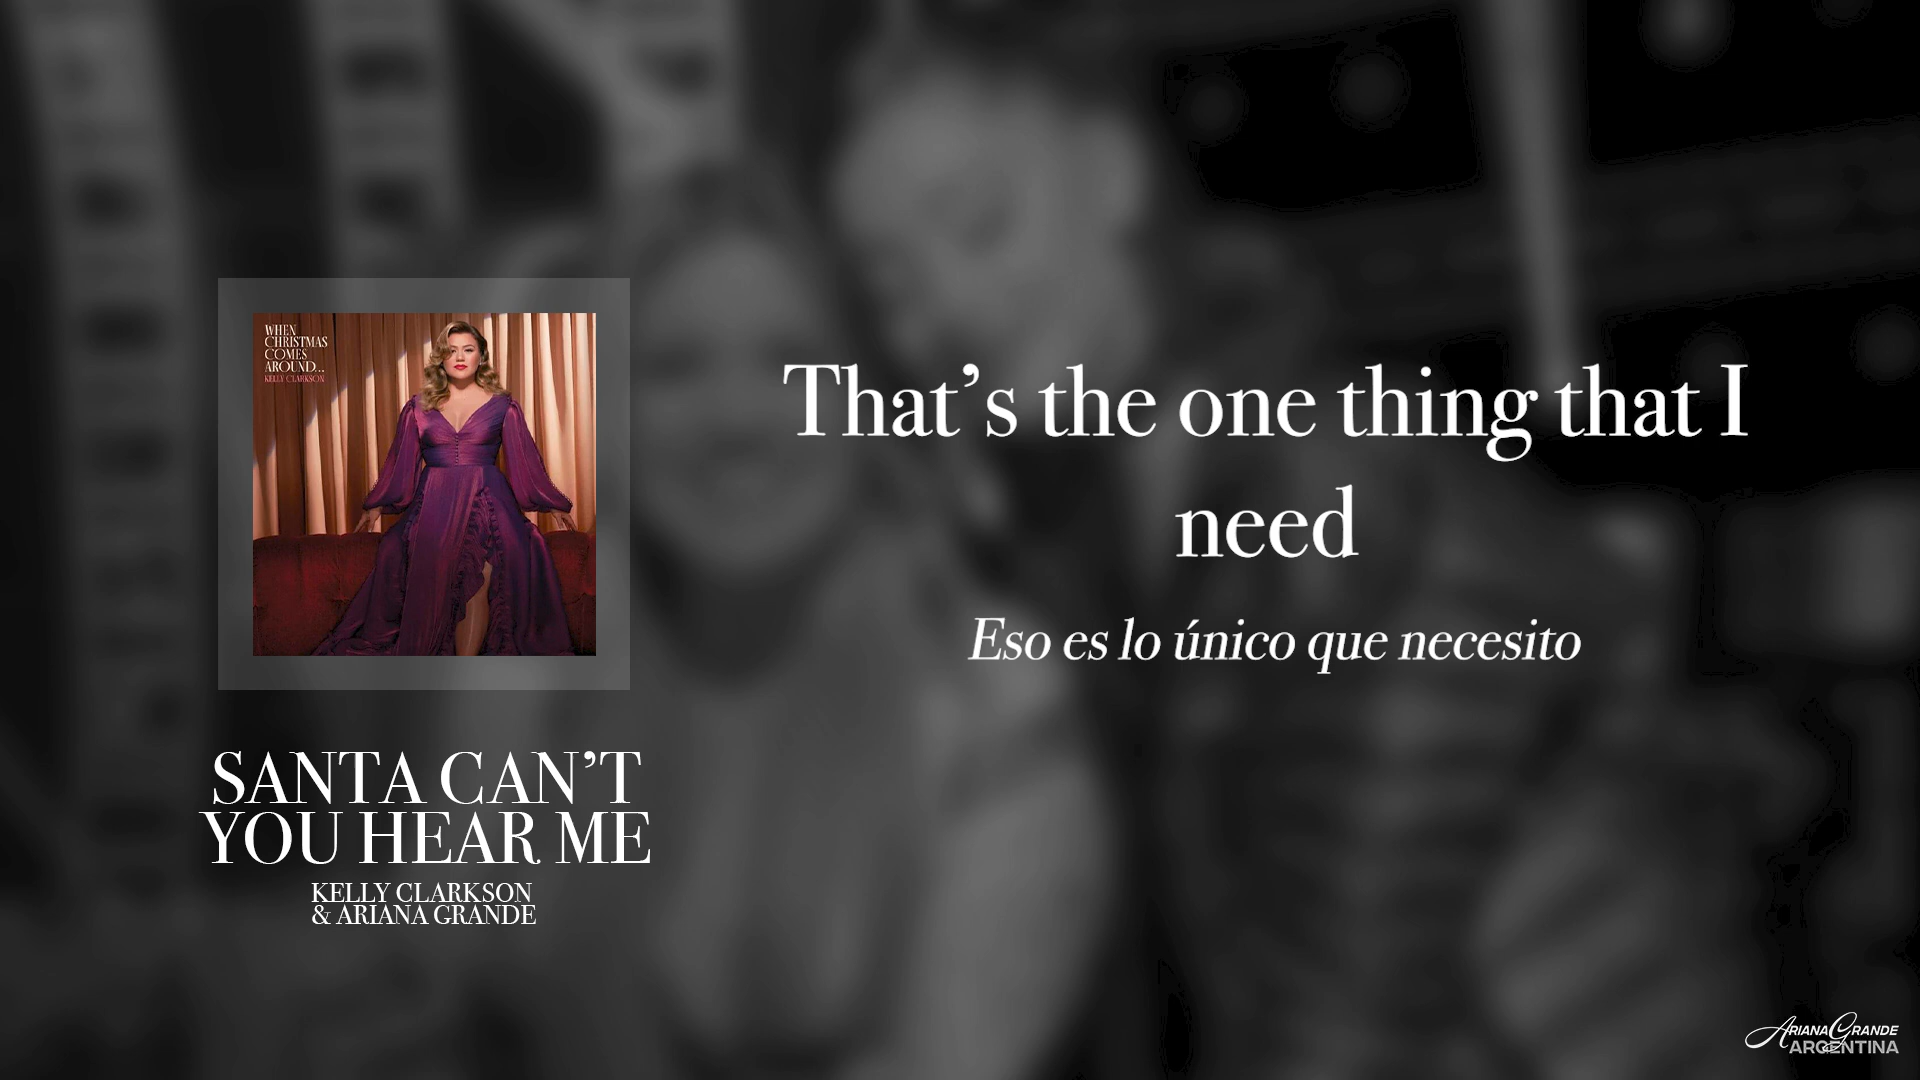 WHEN
CHRISTMAS
COMES
AROUND...
KELLY CLARKSON
SANTA CAN'T
YOU HEAR ME
KELLY CLARKSON
& ARIANA GRANDE
That's the one thing that I
need
Eso es lo único que necesito
ARIANA GRANDE
ARGENTINA